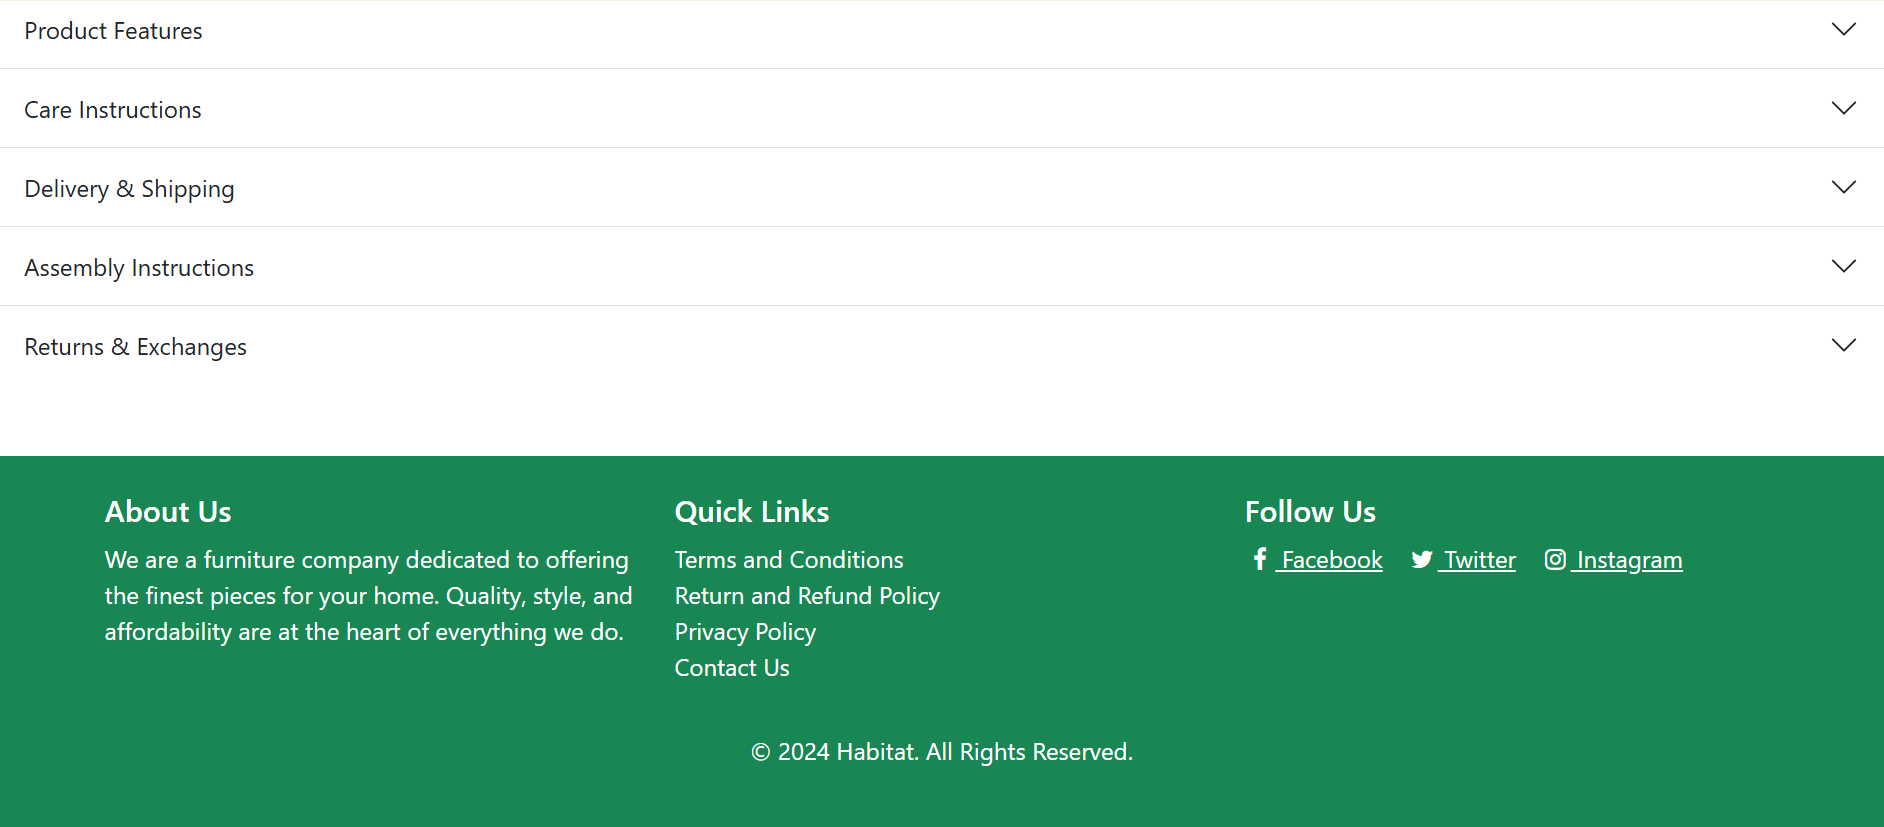 Product Features
Care Instructions
Delivery & Shipping
Assembly Instructions
Returns & Exchanges
About Us
We are a furniture company dedicated to offering
the finest pieces for your home. Quality, style, and
affordability are at the heart of everything we do.
Quick Links
Terms and Conditions
Return and Refund Policy
Privacy Policy
Contact Us
Follow Us
Facebook Twitter Instagram
© 2024 Habitat. All Rights Reserved.